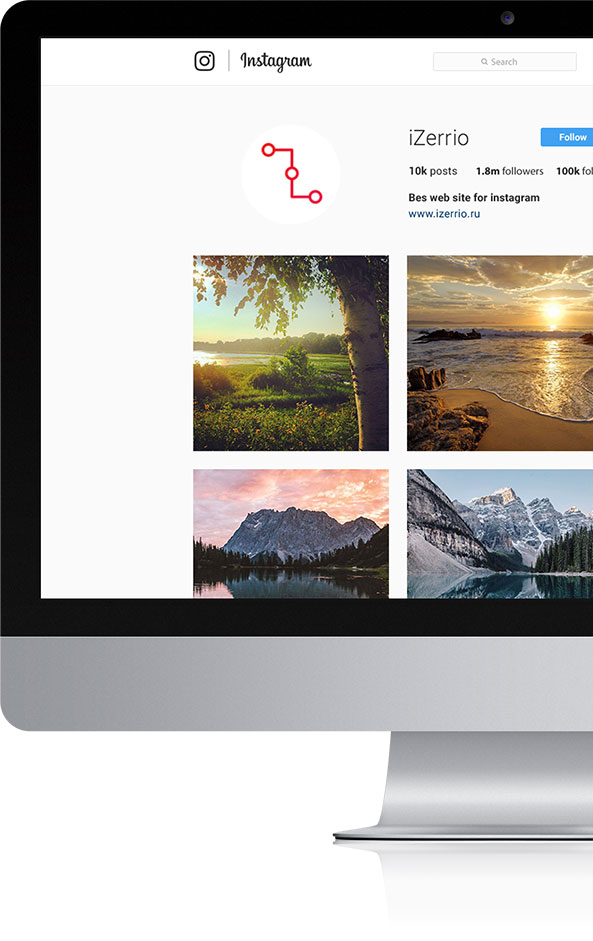 Instagram
Search
iZerrio
Follow
10k posts 1.8m followers 100k fol
Bes web site for instagram
www.izerrio.ru